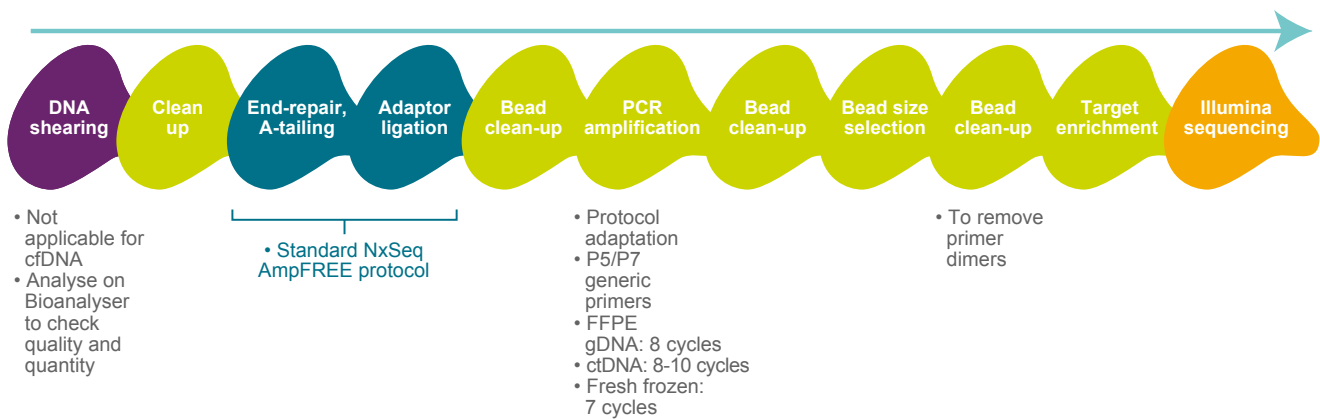 DNA
shearing
Clean
up
End-repair,
A-tailing
Adaptor
ligation
Bead
clean-up
PCR
amplification
Bead
clean-up
Bead size
selection
Bead
clean-up
Target
enrichment
Illumina
sequencing
• Not
applicable for
cfDNA
• Analyse on
Bioanalyser
to check
quality and
quantity
• Standard NxSeq
AmpFREE protocol
• Protocol
adaptation
• P5/P7
generic
primers
• FFPE
gDNA: 8 cycles
• ctDNA: 8-10 cycles
• Fresh frozen:
7 cycles
• To remove
primer
dimers